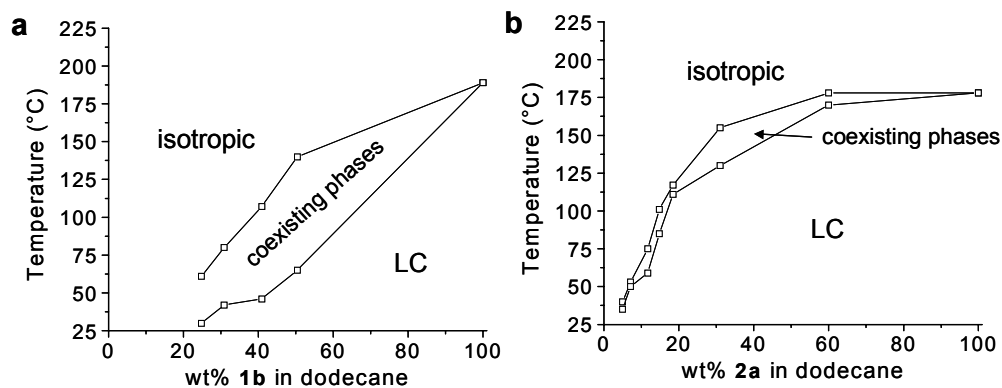 a
225
200
175
150
125
100
75
50
25
0
20
40
60
80
100
Temperature (°C)
wt% 1b in dodecane
isotropic
coexisting phases
LC
b
225
200
175
150
125
100
75
50
25
0
20
40
60
80
100
Temperature (°C)
wt% 2a in dodecane
isotropic
coexisting phases
LC